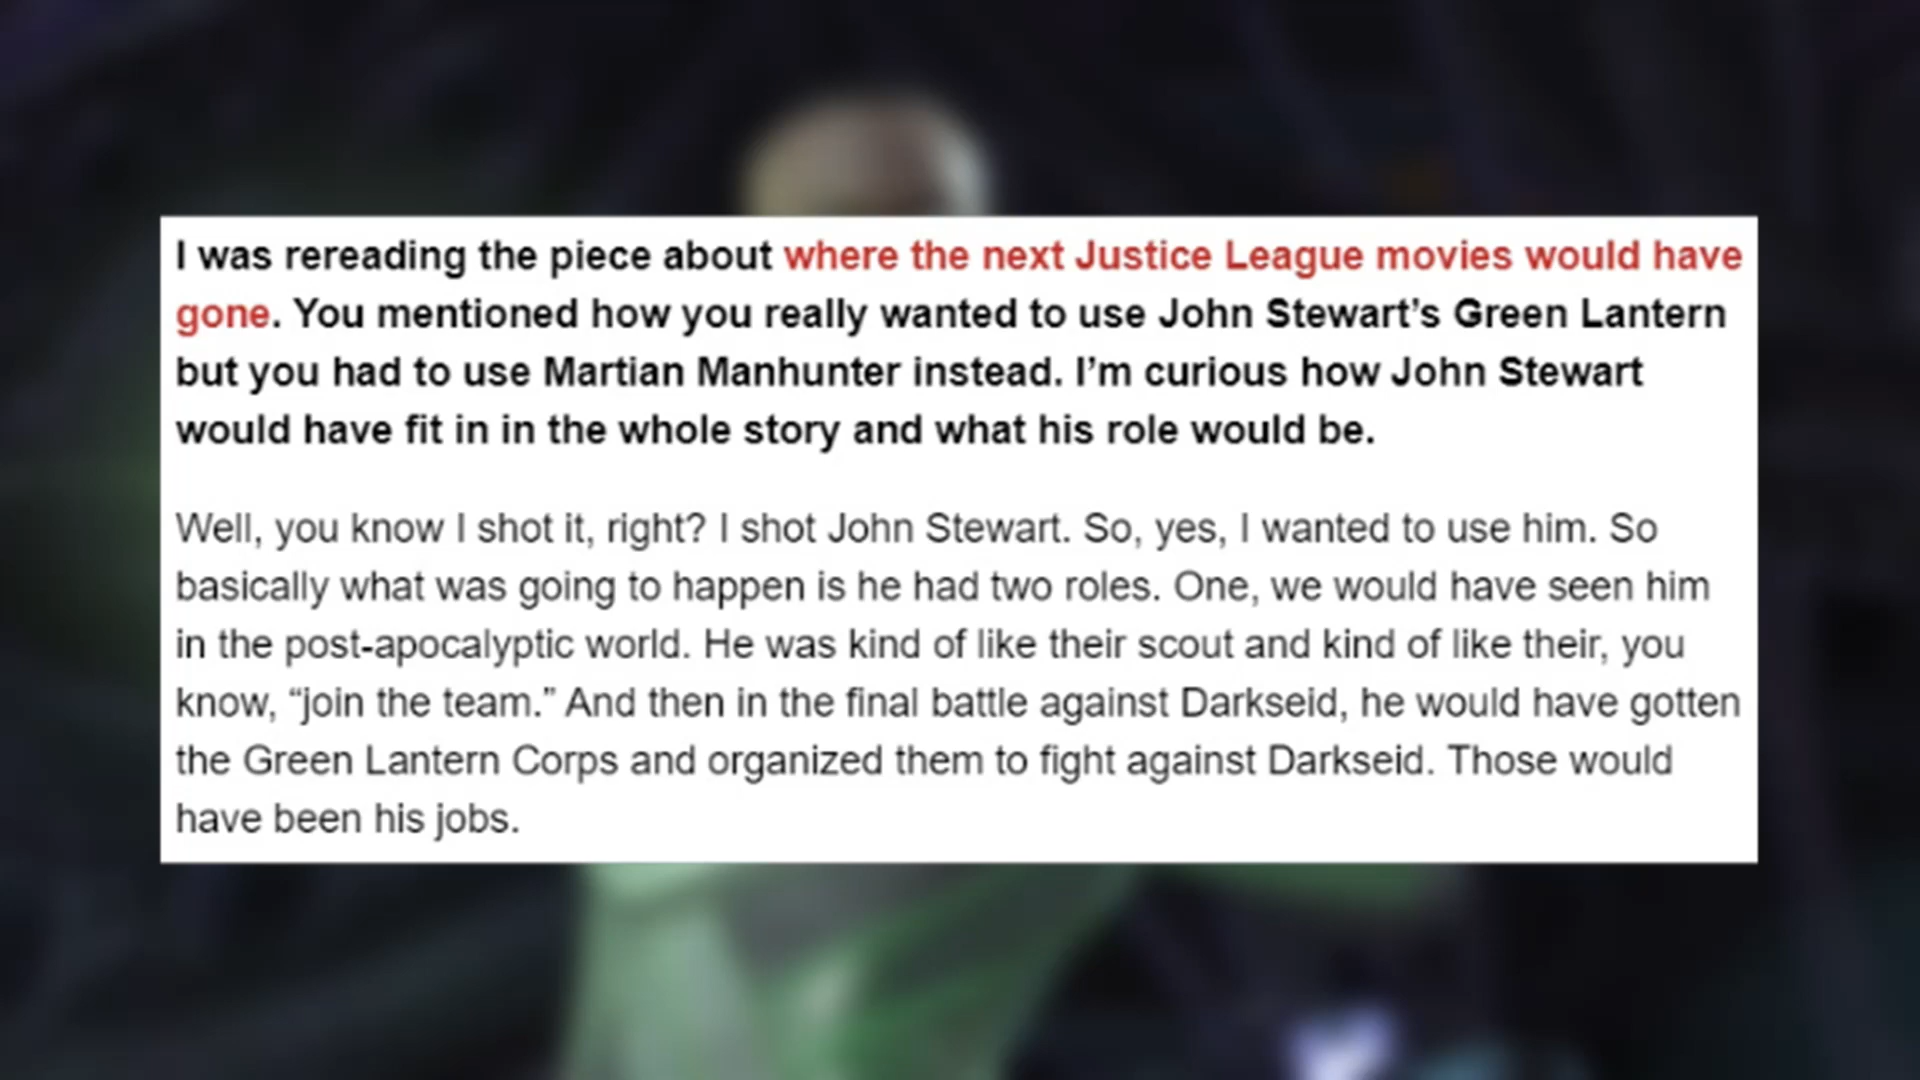 I was rereading the piece about where the next Justice League movies would have
gone. You mentioned how you really wanted to use John Stewart’s Green Lantern
but you had to use Martian Manhunter instead. I’m curious how John Stewart
would have fit in in the whole story and what his role would be.
Well, you know I shot it, right? I shot John Stewart. So, yes, I wanted to use him. So
basically what was going to happen is he had two roles. One, we would have seen him
in the post-apocalyptic world. He was kind of like their scout and kind of like their, you
know, “join the team.” And then in the final battle against Darkseid, he would have gotten
the Green Lantern Corps and organized them to fight against Darkseid. Those would
have been his jobs.